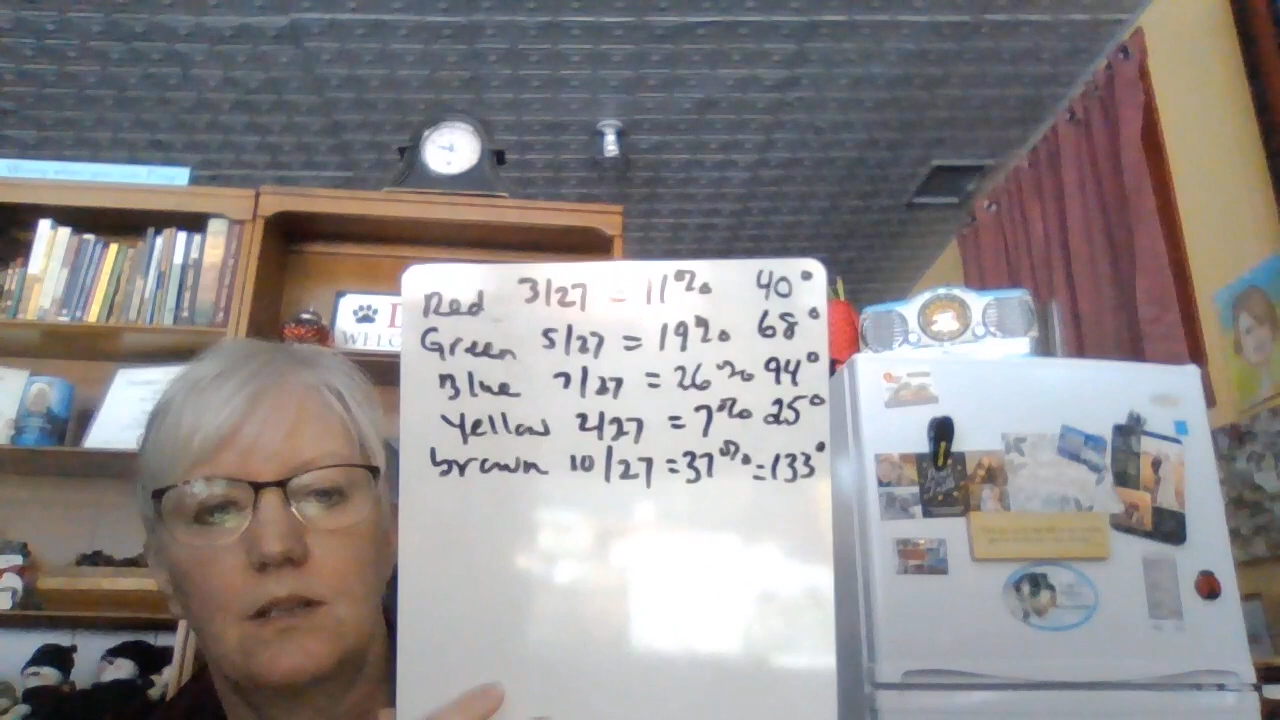 Red 3/27 = 11% 40°
Green 5/27 = 19% 68°
Blue 7/27 = 26% 94°
Yellow 2/27 = 7% 25°
brown 10/27 = 37% = 133°